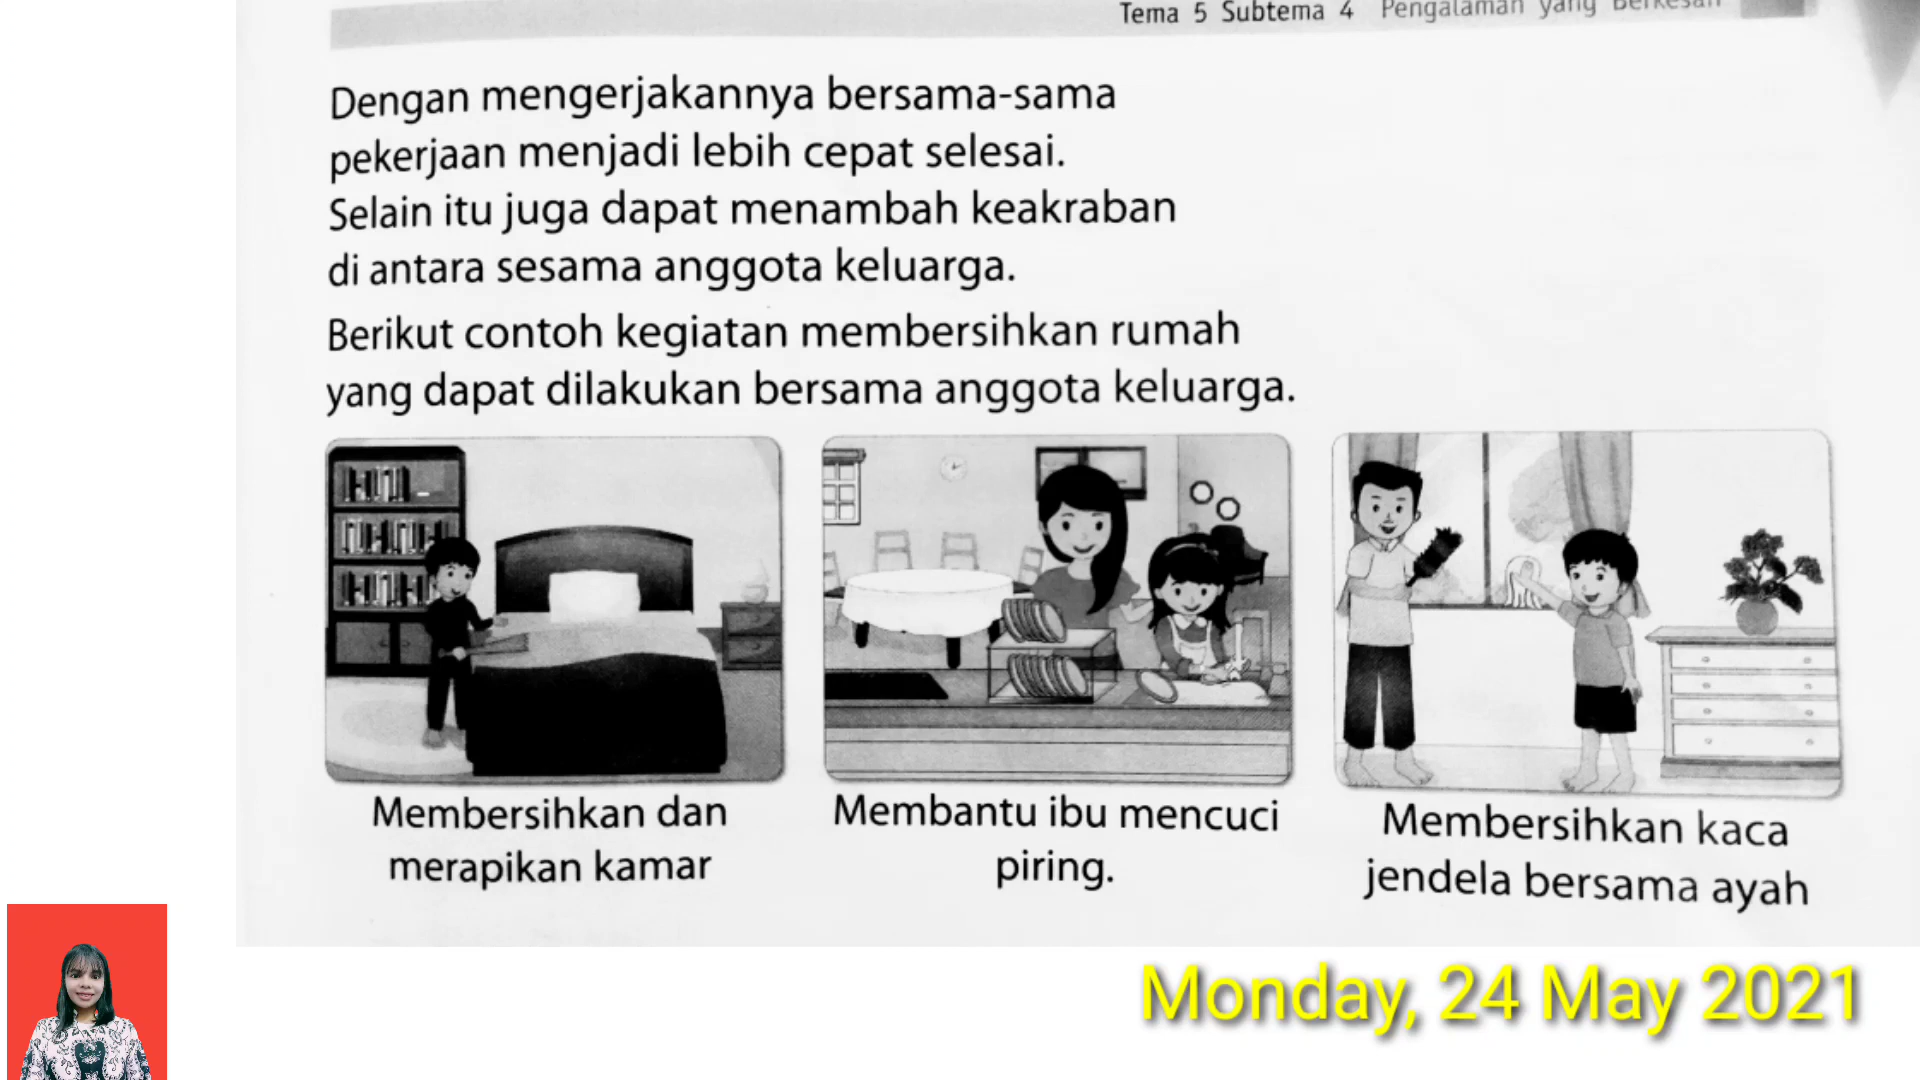 Tema 5 Subtema 4 Pengalaman yang Berkesan
Dengan mengerjakannya bersama-sama
pekerjaan menjadi lebih cepat selesai.
Selain itu juga dapat menambah keakraban
di antara sesama anggota keluarga.
Berikut contoh kegiatan membersihkan rumah
yang dapat dilakukan bersama anggota keluarga.
Membersihkan dan
merapikan kamar
Membantu ibu mencuci
piring.
Membersihkan kaca
jendela bersama ayah
Monday, 24 May 2021